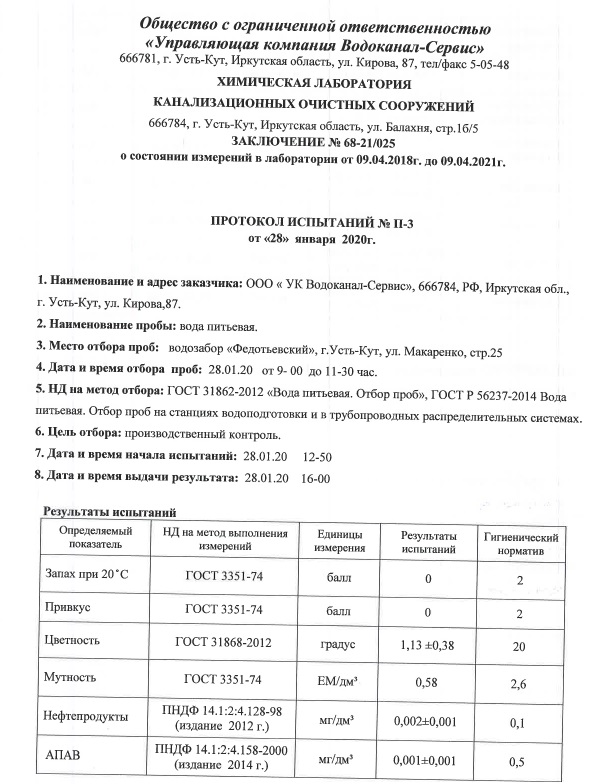 Общество с ограниченной ответственностью
«Управляющая компания Водоканал-Сервис»
666781, г. Усть-Кут, Иркутская область, ул. Кирова, 87, тел/факс 5-05-48
ХИМИЧЕСКАЯ ЛАБОРАТОРИЯ
КАНАЛИЗАЦИОННЫХ ОЧИСТНЫХ СООРУЖЕНИЙ
666784, г. Усть-Кут, Иркутская область, ул. Балахня, стр.1б/5
ЗАКЛЮЧЕНИЕ № 68-21/025
о состоянии измерений в лаборатории от 09.04.2018г. до 09.04.2021г.
ПРОТОКОЛ ИСПЫТАНИЙ № П-3
от «28» января 2020г.
1. Наименование и адрес заказчика: ООО « УК Водоканал-Сервис», 666784, РФ, Иркутская обл.,
г. Усть-Кут, ул. Кирова,87.
2. Наименование пробы: вода питьевая.
3. Место отбора проб: водозабор «Федотьевский», г.Усть-Кут, ул. Макаренко, стр.25
4. Дата и время отбора проб: 28.01.20 от 9- 00 до 11-30 час.
5. НД на метод отбора: ГОСТ 31862-2012 «Вода питьевая. Отбор проб», ГОСТ Р 56237-2014 Вода
питьевая. Отбор проб на станциях водоподготовки и в трубопроводных распределительных системах.
6. Цель отбора: производственный контроль.
7. Дата и время начала испытаний: 28.01.20 12-50
8. Дата и время выдачи результата: 28.01.20 16-00
Результаты испытаний
Определяемый показатель НД на метод выполнения измерений Единицы измерения Результаты испытаний Гигиенический норматив
Запах при 20˚С ГОСТ 3351-74 балл 0 2
Привкус ГОСТ 3351-74 балл 0 2
Цветность ГОСТ 31868-2012 градус 1,13 ±0,38 20
Мутность ГОСТ 3351-74 ЕМ/дм³ 0,58 2,6
Нефтепродукты ПНДФ 14.1:2:4.128-98 (издание 2012 г.) мг/дм³ 0,002±0,001 0,1
АПАВ ПНДФ 14.1:2:4.158-2000 (издание 2014 г.) мг/дм³ 0,001±0,001 0,5